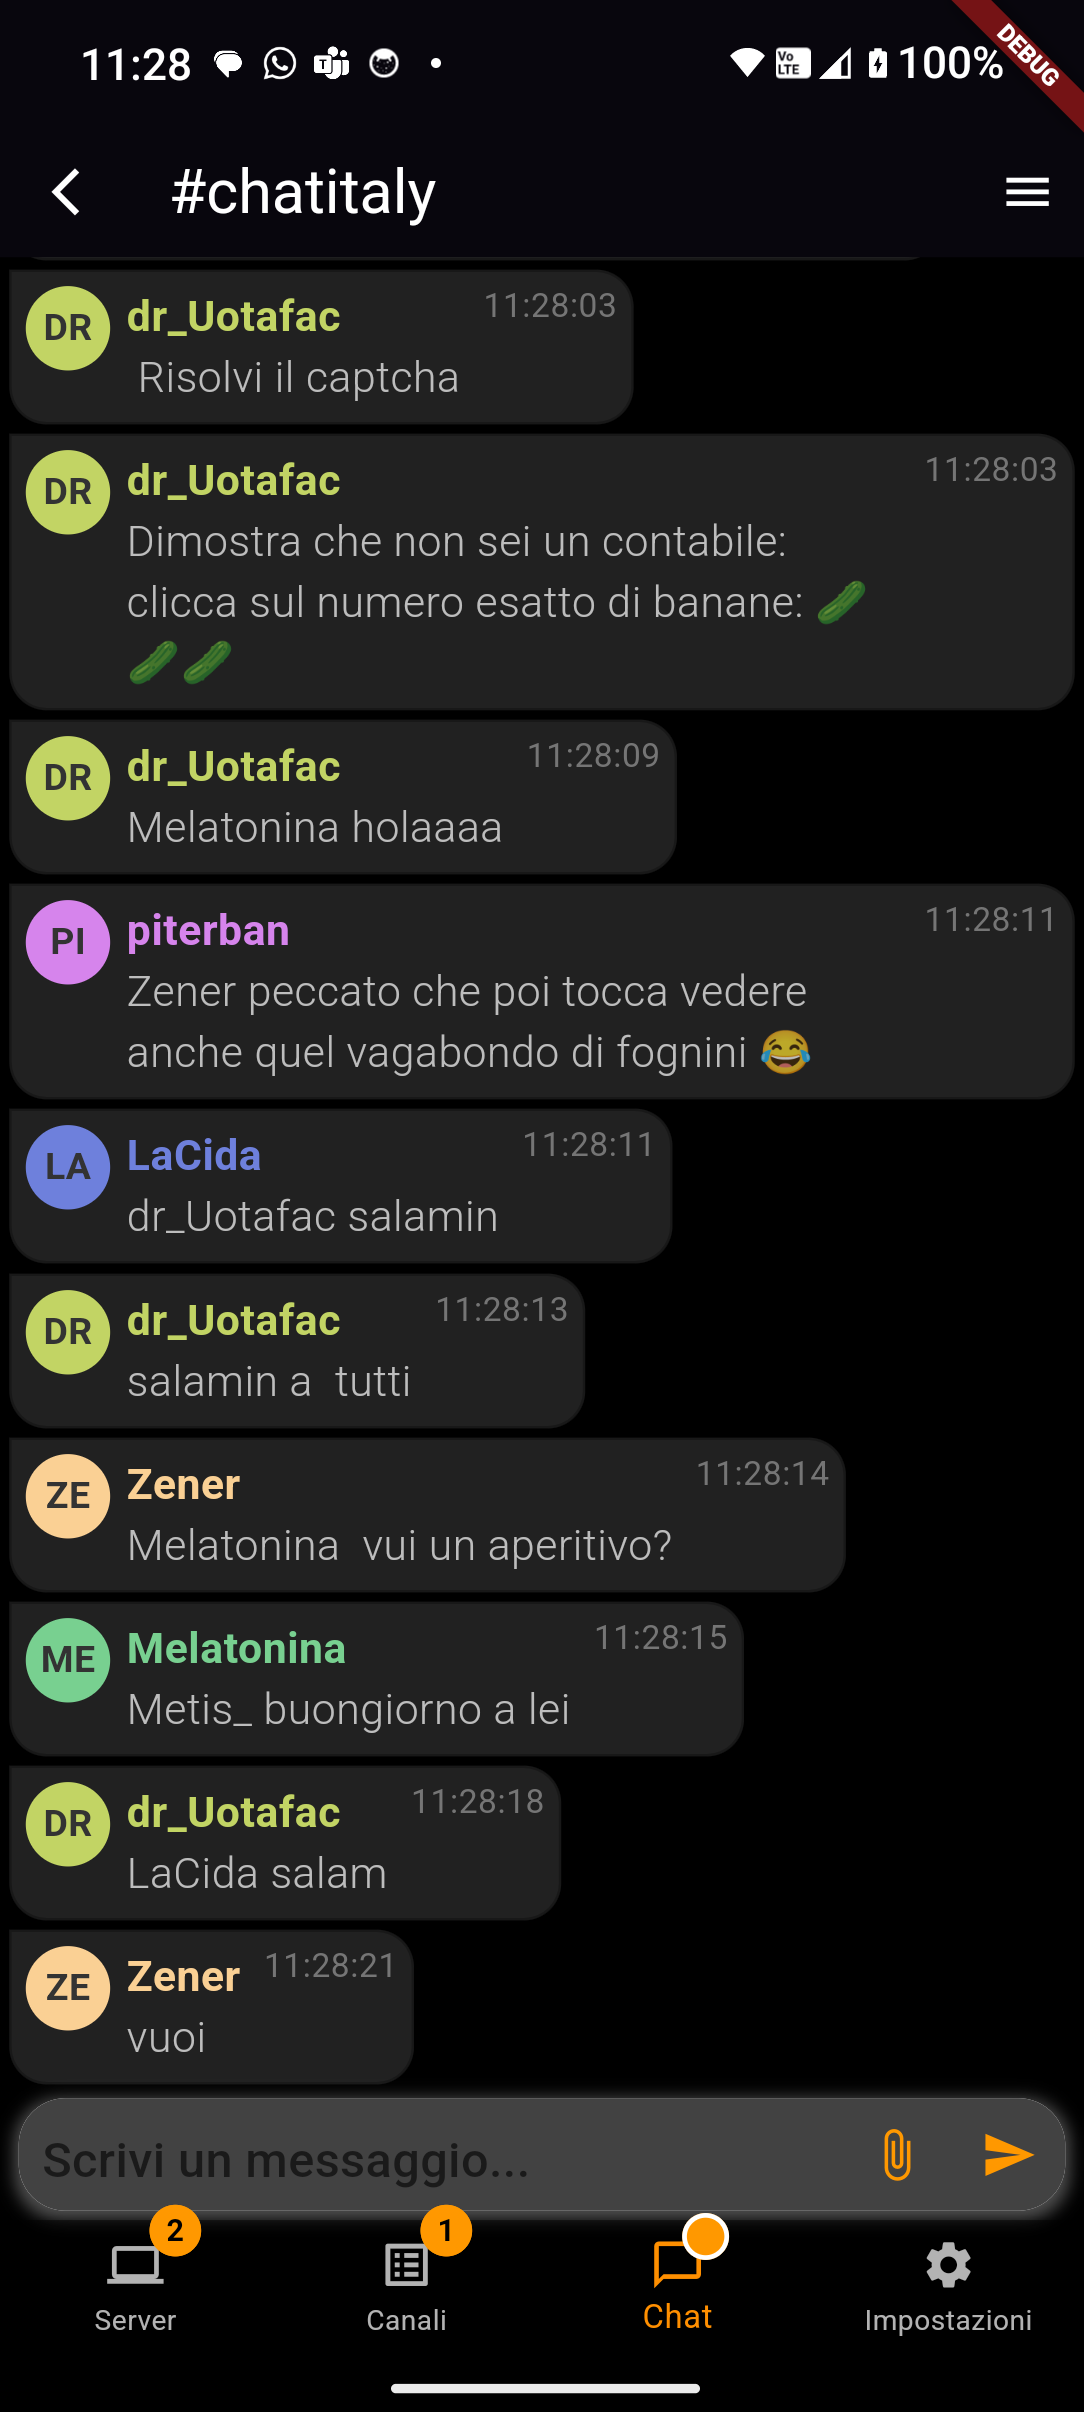 11:28 100%
DEBUG
#chatitaly
DR dr_Uotafac 11:28:03
Risolvi il captcha
DR dr_Uotafac 11:28:03
Dimostra che non sei un contabile:
clicca sul numero esatto di banane: 🥒
🥒🥒
DR dr_Uotafac 11:28:09
Melatonina holaaaa
PI piterban 11:28:11
Zener peccato che poi tocca vedere
anche quel vagabondo di fognini 😂
LA LaCida 11:28:11
dr_Uotafac salamin
DR dr_Uotafac 11:28:13
salamin a  tutti
ZE Zener 11:28:14
Melatonina  vui un aperitivo?
ME Melatonina 11:28:15
Metis_ buongiorno a lei
DR dr_Uotafac 11:28:18
LaCida salam
ZE Zener 11:28:21
vuoi
Scrivi un messaggio...
2 1
Server Canali Chat Impostazioni